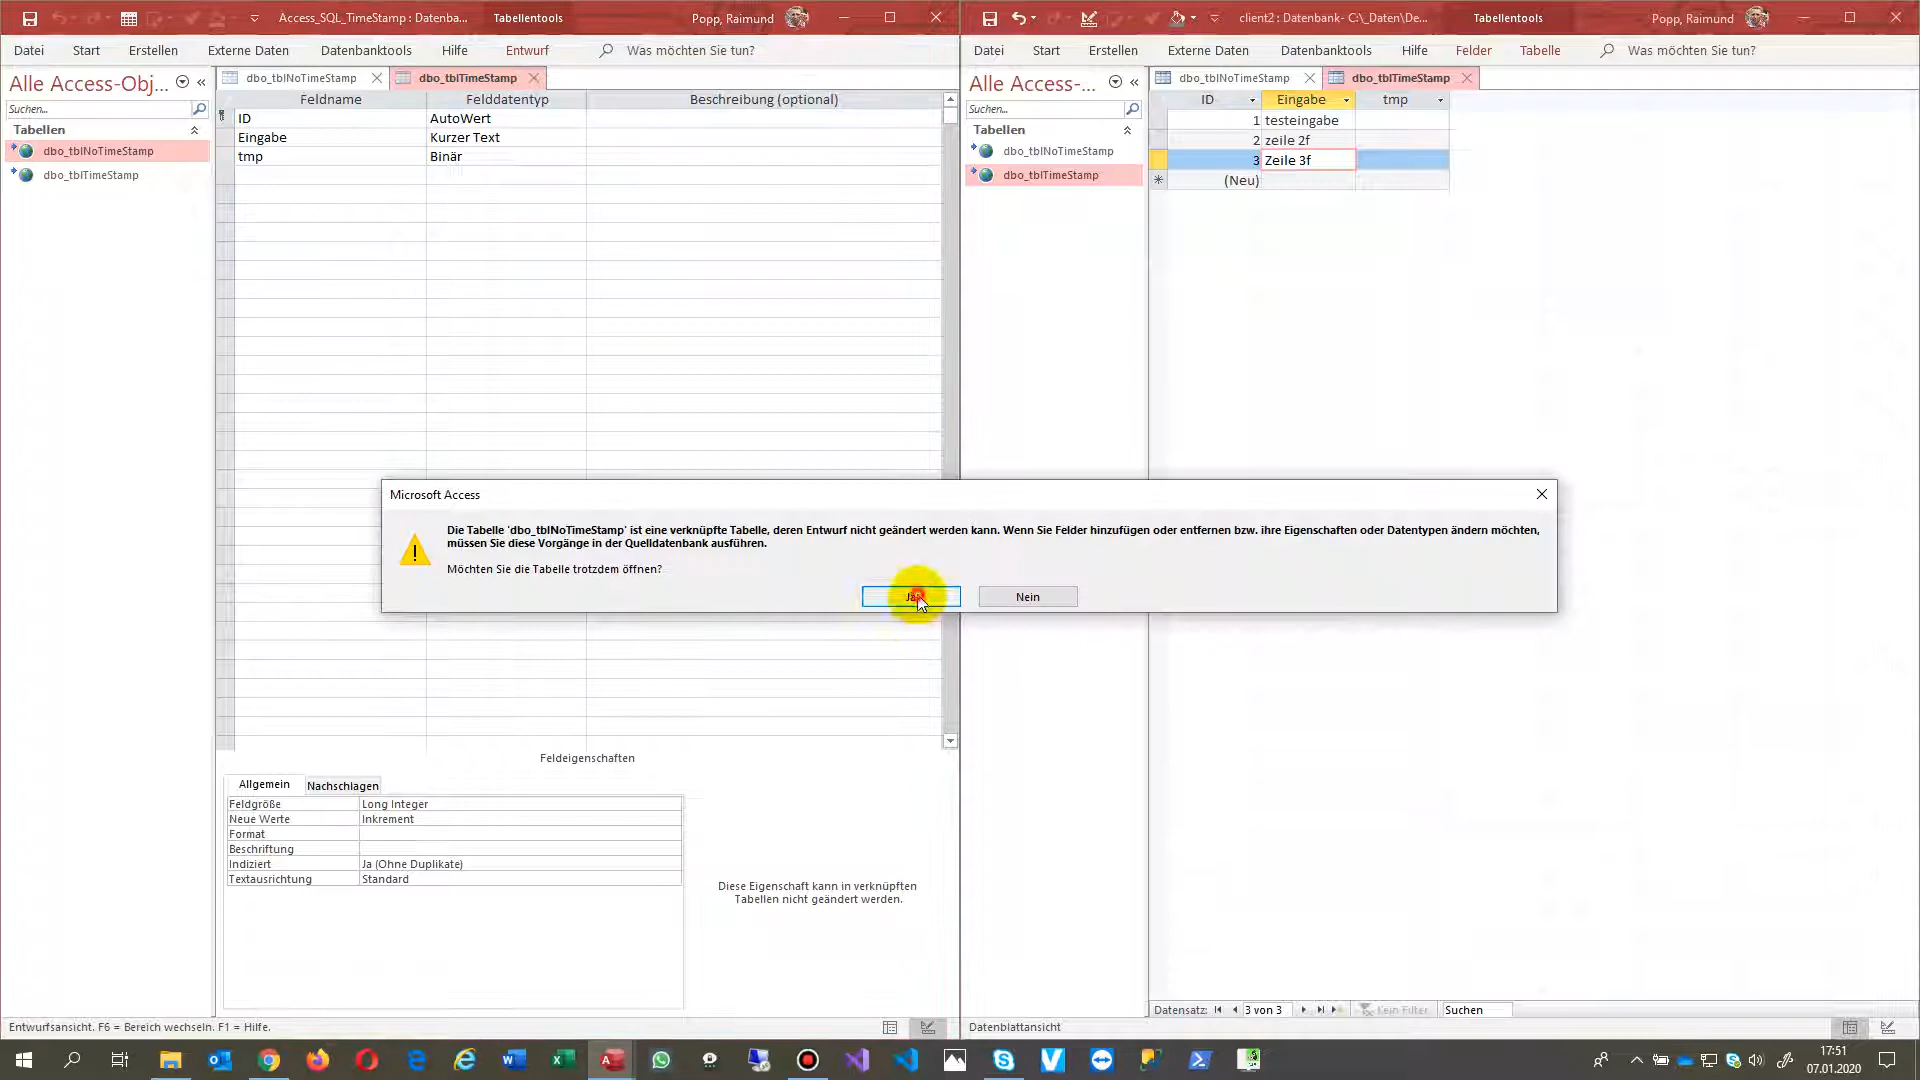 Access_SQL_TimeStamp : Datenba...
Tabellentools
Popp, Raimund
Datei Start Erstellen Externe Daten Datenbanktools Hilfe Entwurf Was möchten Sie tun?
Alle Access-Obj...
Suchen...
Tabellen
dbo_tblNoTimeStamp
dbo_tblTimeStamp
dbo_tblNoTimeStamp dbo_tblTimeStamp
Feldname Felddatentyp Beschreibung (optional)
ID AutoWert
Eingabe Kurzer Text
tmp Binär
Feldeigenschaften
Allgemein Nachschlagen
Feldgröße Long Integer
Neue Werte Inkrement
Format
Beschriftung
Indiziert Ja (Ohne Duplikate)
Textausrichtung Standard
Diese Eigenschaft kann in verknüpften
Tabellen nicht geändert werden.
Entwurfsansicht. F6 = Bereich wechseln. F1 = Hilfe.
client2 : Datenbank- C:\_Daten\De...
Tabellentools
Popp, Raimund
Datei Start Erstellen Externe Daten Datenbanktools Hilfe Felder Tabelle Was möchten Sie tun?
Alle Access-...
Suchen...
Tabellen
dbo_tblNoTimeStamp
dbo_tblTimeStamp
dbo_tblNoTimeStamp dbo_tblTimeStamp
ID Eingabe tmp
1 testeingabe
2 zeile 2f
3 Zeile 3f
(Neu)
Datensatz: 3 von 3 Kein Filter Suchen
Datenblattansicht
Microsoft Access
Die Tabelle 'dbo_tblNoTimeStamp' ist eine verknüpfte Tabelle, deren Entwurf nicht geändert werden kann. Wenn Sie Felder hinzufügen oder entfernen bzw. ihre Eigenschaften oder Datentypen ändern möchten,
müssen Sie diese Vorgänge in der Quelldatenbank ausführen.
Möchten Sie die Tabelle trotzdem öffnen?
Ja Nein
17:51
07.01.2020